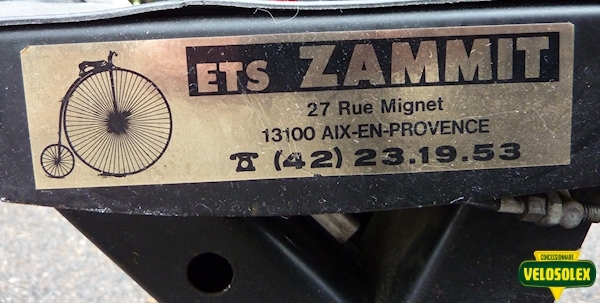 ETS ZAMMIT
27 Rue Mignet
13100 AIX-EN-PROVENCE
☎ (42) 23.19.53
CONCESSIONNAIRE
VELOSOLEX